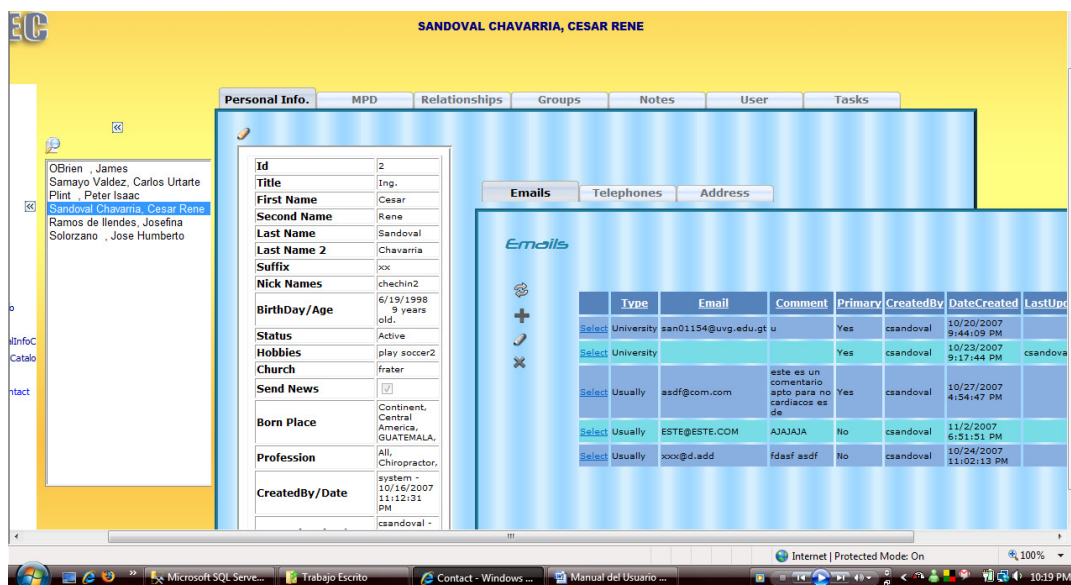 EC
SANDOVAL CHAVARRIA, CESAR RENE
Personal Info. MPD Relationships Groups Notes User Tasks
OBrien , James
Samayo Valdez, Carlos Urtarte
Plint , Peter Isaac
Sandoval Chavarria, Cesar Rene
Ramos de llendes, Josefina
Solorzano , Jose Humberto
o
alInfoC
Catalo
ntact
Id 2
Title Ing.
First Name Cesar
Second Name Rene
Last Name Sandoval
Last Name 2 Chavarria
Suffix xx
Nick Names chechin2
BirthDay/Age 6/19/1998
9 years
old.
Status Active
Hobbies play soccer2
Church frater
Send News
Born Place Continent,
Central
America,
GUATEMALA,
Profession All,
Chiropractor,
CreatedBy/Date system -
10/16/2007
11:12:31
PM
csandoval -
Emails Telephones Address
Emails
Type Email Comment Primary CreatedBy DateCreated LastUpd
Select University san01154@uvg.edu.gt u Yes csandoval 10/20/2007
9:44:09 PM
Select University Yes csandoval 10/23/2007
9:17:44 PM csandova
Select Usually asdf@com.com este es un
comentario
apto para no
cardiacos es
de Yes csandoval 10/27/2007
4:54:47 PM
Select Usually ESTE@ESTE.COM AJAJAJA No csandoval 11/2/2007
6:51:51 PM
Select Usually xxx@d.add fdasf asdf No csandoval 10/24/2007
11:02:13 PM
Internet | Protected Mode: On 100%
Microsoft SQL Serve... Trabajo Escrito Contact - Windows ... Manual del Usuario ... 10:19 PM